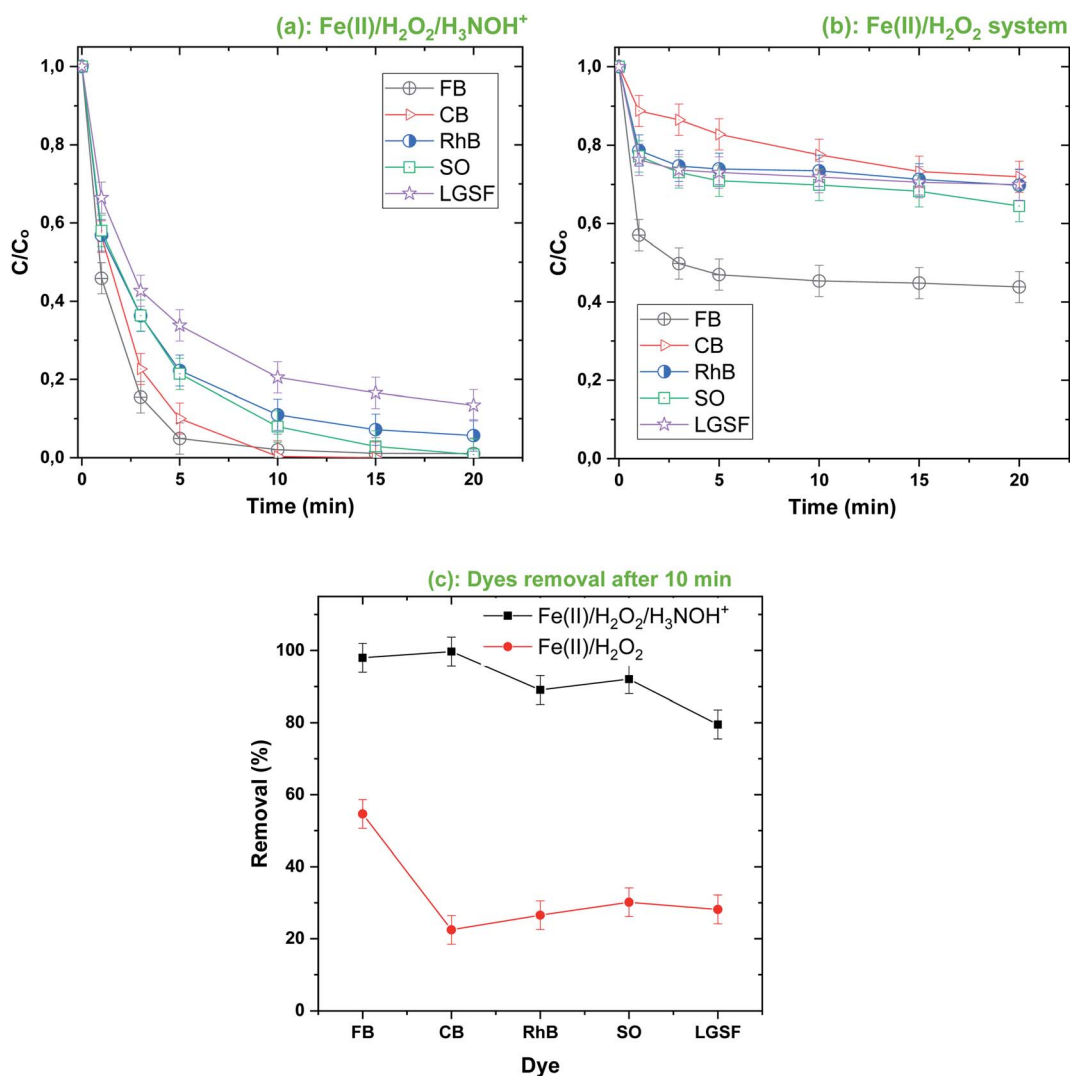 (a): Fe(II)/H₂O₂/H₃NOH⁺
1,0
0,8
0,6
0,4
0,2
0,0
C/Cₒ
FB
CB
RhB
SO
LGSF
0
5
10
15
20
Time (min)
(b): Fe(II)/H₂O₂ system
1,0
0,8
0,6
0,4
0,2
0,0
C/Cₒ
FB
CB
RhB
SO
LGSF
0
5
10
15
20
Time (min)
(c): Dyes removal after 10 min
Fe(II)/H₂O₂/H₃NOH⁺
Fe(II)/H₂O₂
100
80
60
40
20
0
Removal (%)
FB
CB
RhB
SO
LGSF
Dye